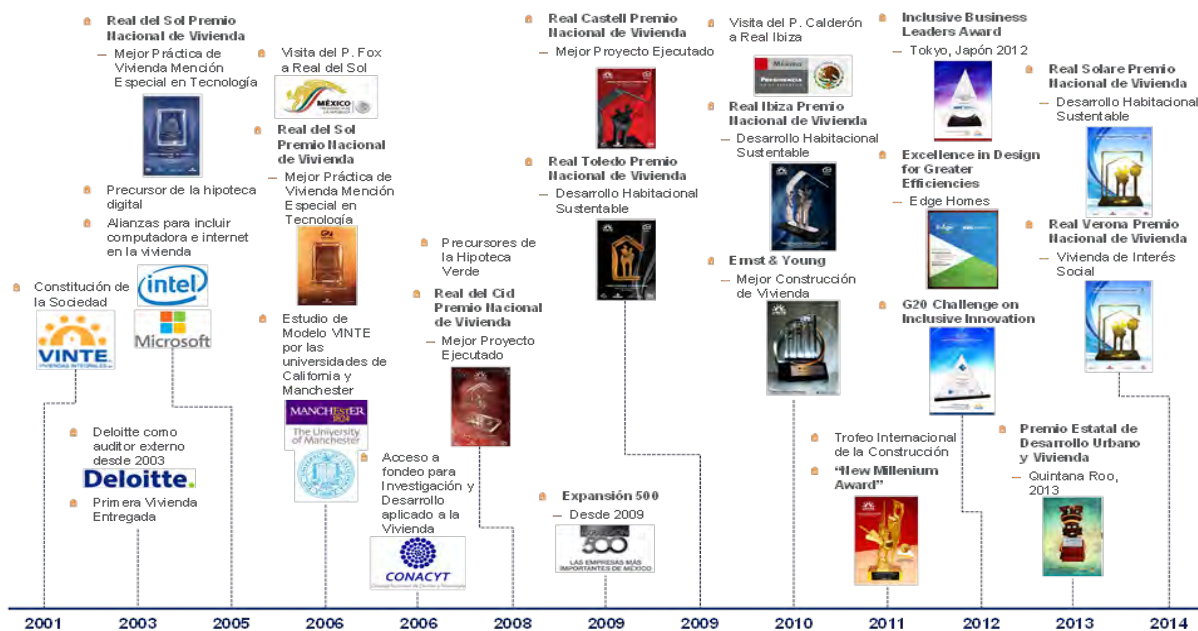 Constitución de
la Sociedad
VINTE
VIVIENDAS INTEGRALES
Deloitte como
auditor externo
desde 2003
Deloitte.
Primera Vivienda
Entregada
Real del Sol Premio
Nacional de Vivienda
— Mejor Práctica de
Vivienda Mención
Especial en Tecnología
Precursor de la hipoteca
digital
Alianzas para incluir
computadora e internet
en la vivienda
intel
Microsoft
Visita del P. Fox
a Real del Sol
MÉXICO
Real del Sol
Premio Nacional
de Vivienda
— Mejor Práctica de
Vivienda Mención
Especial en
Tecnología
Estudio de
Modelo VINTE
por las
universidades de
California y
Manchester
MANCHESTER
1824
The University
of Manchester
Acceso a
fondeo para
Investigación y
Desarrollo
aplicado a la
Vivienda
CONACYT
Precursores de
la Hipoteca
Verde
Real del Cid
Premio Nacional
de Vivienda
— Mejor Proyecto
Ejecutado
Real Castell Premio
Nacional de Vivienda
— Mejor Proyecto Ejecutado
Real Toledo Premio
Nacional de Vivienda
— Desarrollo Habitacional
Sustentable
Expansión 500
— Desde 2009
500
LAS EMPRESAS MÁS
IMPORTANTES DE MÉXICO
Visita del P. Calderón
a Real Ibiza
México
PRESIDENCIA
Real Ibiza Premio
Nacional de Vivienda
— Desarrollo Habitacional
Sustentable
Ernst & Young
— Mejor Construcción
de Vivienda
Trofeo Internacional
de la Construcción
“New Millenium
Award”
Inclusive Business
Leaders Award
— Tokyo, Japón 2012
Excellence in Design
for Greater
Efficiencies
— Edge Homes
G20 Challenge on
Inclusive Innovation
Premio Estatal de
Desarrollo Urbano
y Vivienda
— Quintana Roo,
2013
Real Solare Premio
Nacional de Vivienda
— Desarrollo Habitacional
Sustentable
Real Verona Premio
Nacional de Vivienda
— Vivienda de Interés
Social
2001 2003 2005 2006 2006 2008 2009 2009 2010 2011 2012 2013 2014